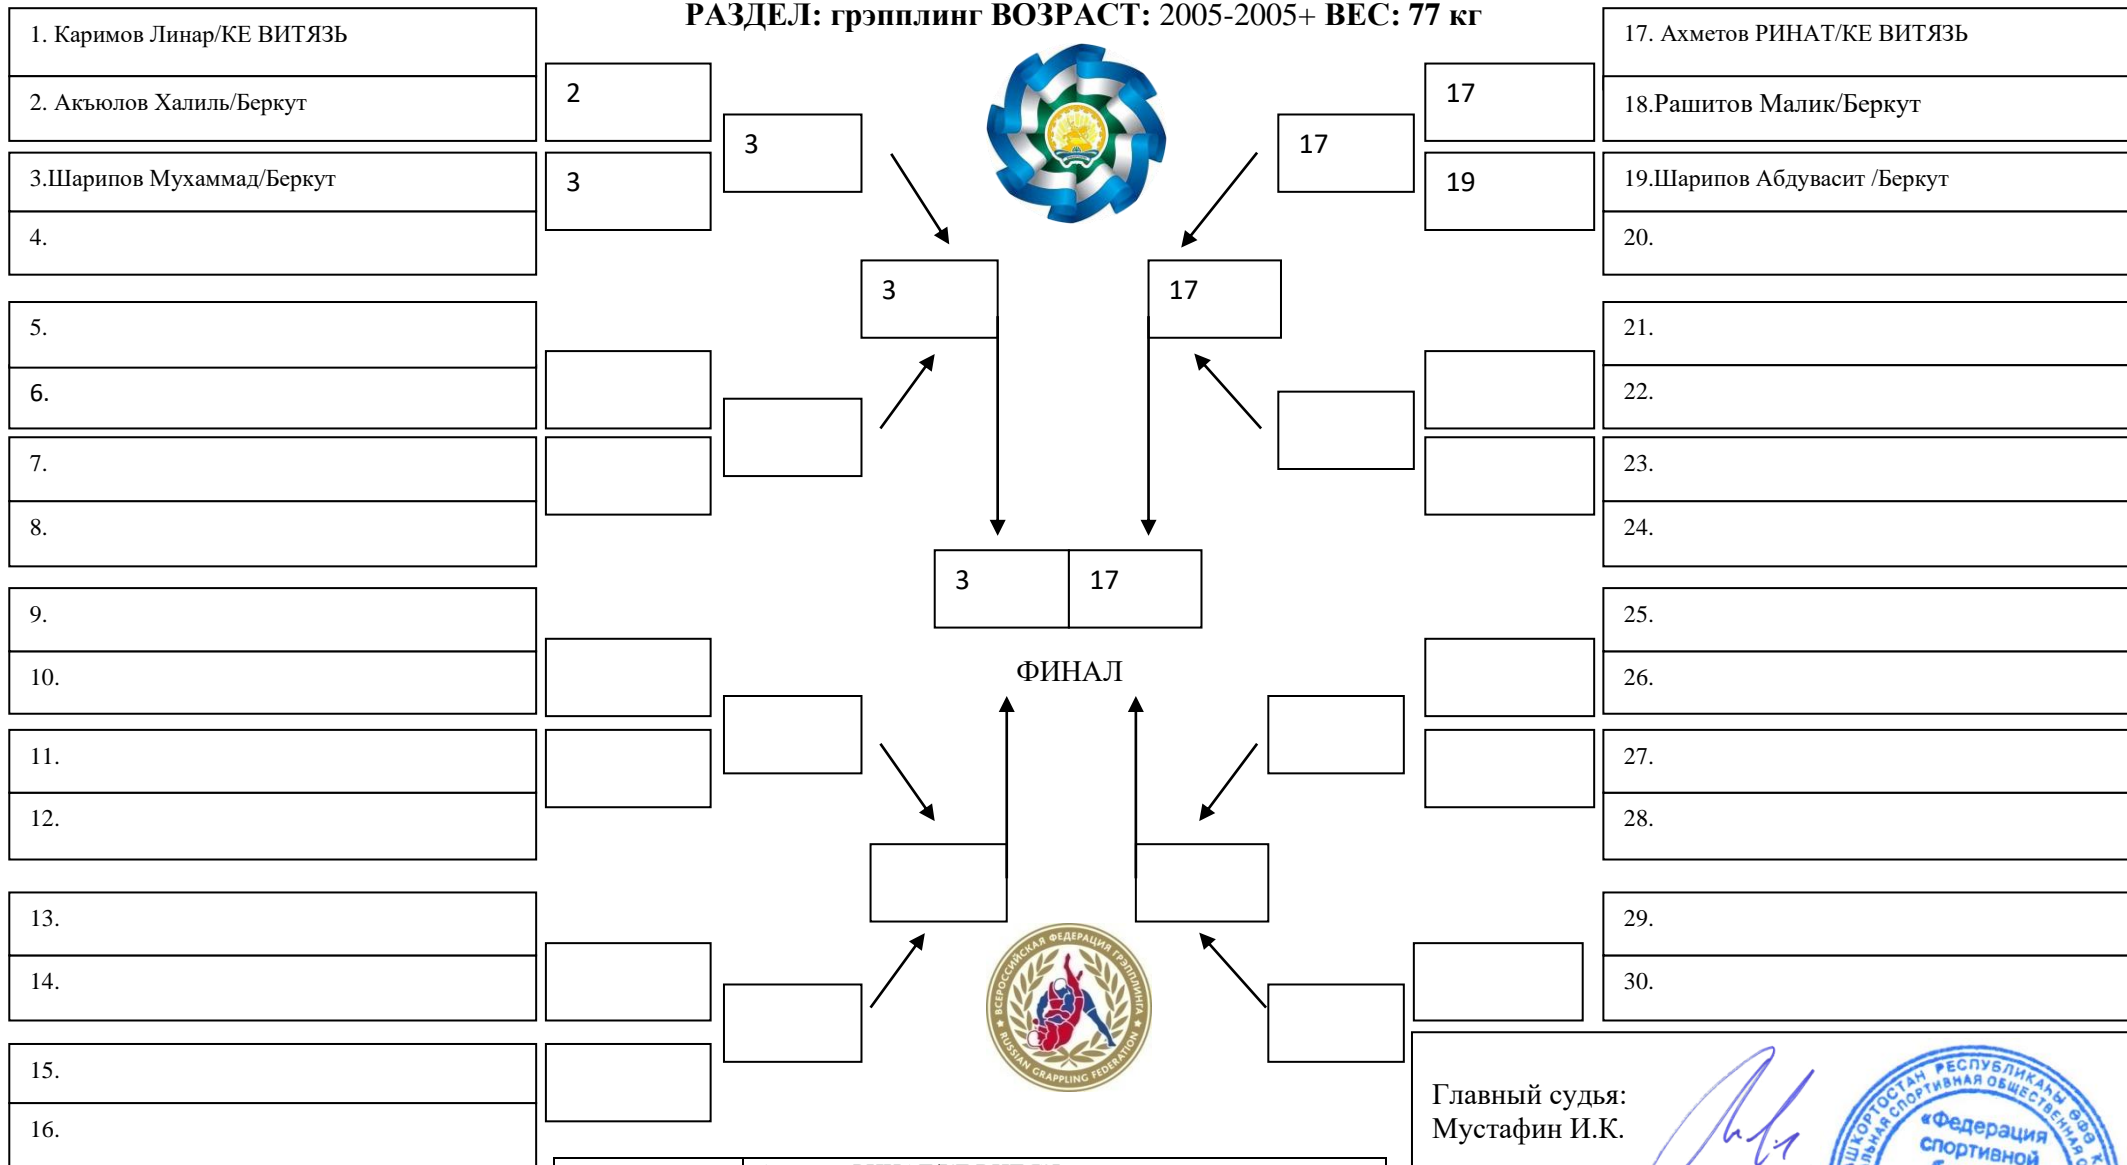 РАЗДЕЛ: грэпплинг ВОЗРАСТ: 2005-2005+ ВЕС: 77 кг
1. Каримов Линар/КЕ ВИТЯЗЬ
2. Акъюлов Халиль/Беркут
3.Шарипов Мухаммад/Беркут
4.
5.
6.
7.
8.
9.
10.
11.
12.
13.
14.
15.
16.
2
3
3
3
3
17
ФИНАЛ
17
17
17
19
17. Ахметов РИНАТ/КЕ ВИТЯЗЬ
18.Рашитов Малик/Беркут
19.Шарипов Абдувасит /Беркут
20.
21.
22.
23.
24.
25.
26.
27.
28.
29.
30.
ВСЕРОССИЙСКАЯ ФЕДЕРАЦИЯ ГРЭППЛИНГА
RUSSIAN GRAPPLING FEDERATION
Главный судья:
Мустафин И.К.
«Федерация
спортивной